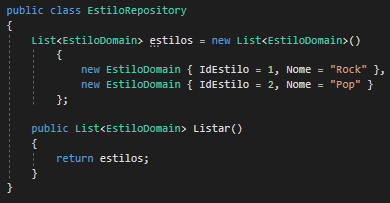 public class EstiloRepository
{
List<EstiloDomain> estilos = new List<EstiloDomain>()
{
new EstiloDomain { IdEstilo = 1, Nome = "Rock" },
new EstiloDomain { IdEstilo = 2, Nome = "Pop" }
};
public List<EstiloDomain> Listar()
{
return estilos;
}
}